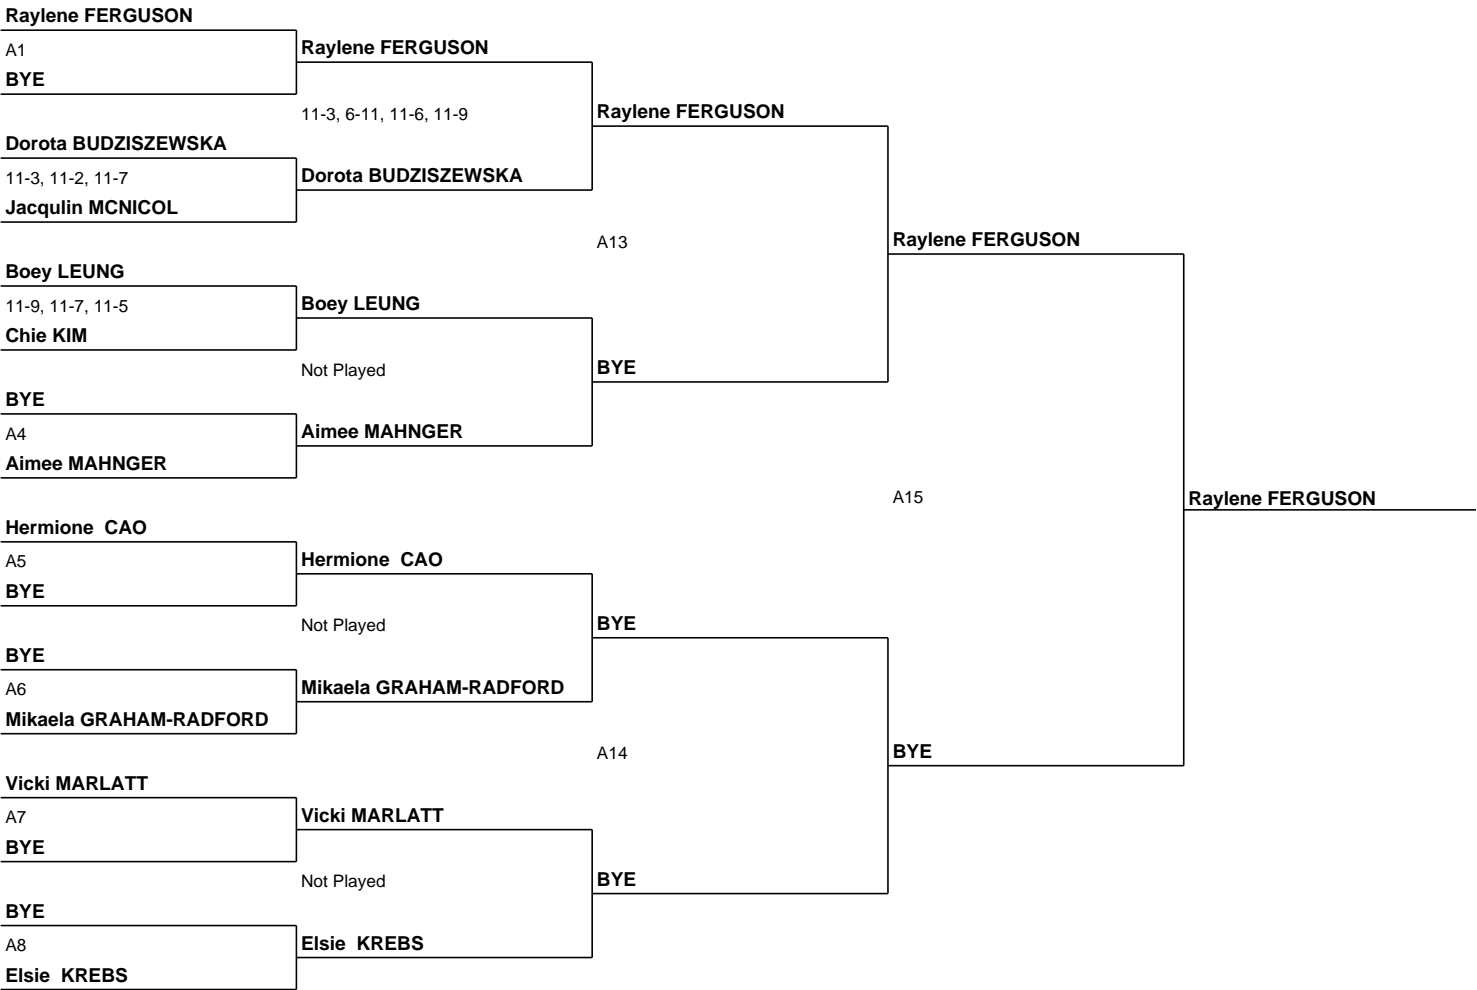 Raylene FERGUSON
A1
BYE
Dorota BUDZISZEWSKA
11-3, 11-2, 11-7
Jacqulin MCNICOL
Boey LEUNG
11-9, 11-7, 11-5
Chie KIM
BYE
A4
Aimee MAHNGER
Hermione  CAO
A5
BYE
BYE
A6
Mikaela GRAHAM-RADFORD
Vicki MARLATT
A7
BYE
BYE
A8
Elsie  KREBS
Raylene FERGUSON
11-3, 6-11, 11-6, 11-9
Dorota BUDZISZEWSKA
Boey LEUNG
Not Played
Aimee MAHNGER
Hermione  CAO
Not Played
Mikaela GRAHAM-RADFORD
Vicki MARLATT
Not Played
Elsie  KREBS
Raylene FERGUSON
A13
BYE
BYE
A14
BYE
Raylene FERGUSON
A15
BYE
Raylene FERGUSON